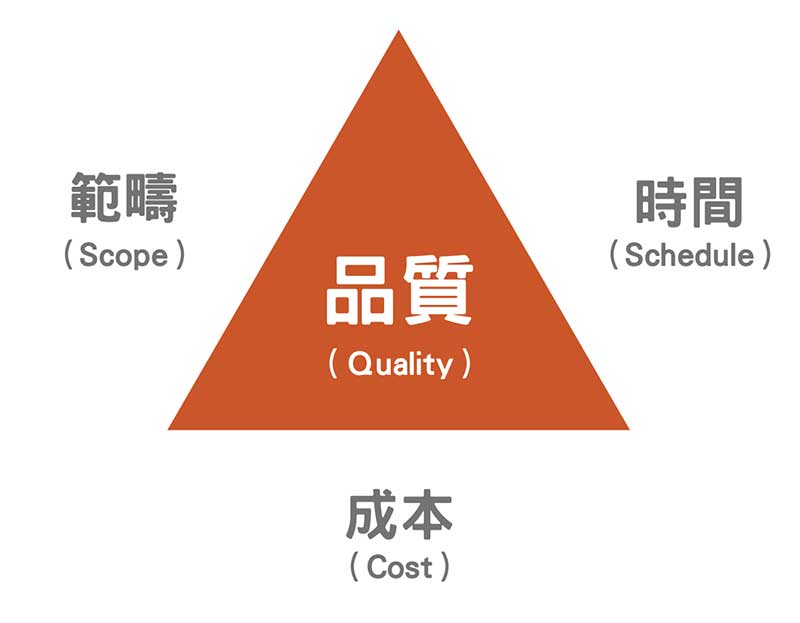 範疇
(Scope)
時間
(Schedule)
品質
(Quality)
成本
(Cost)